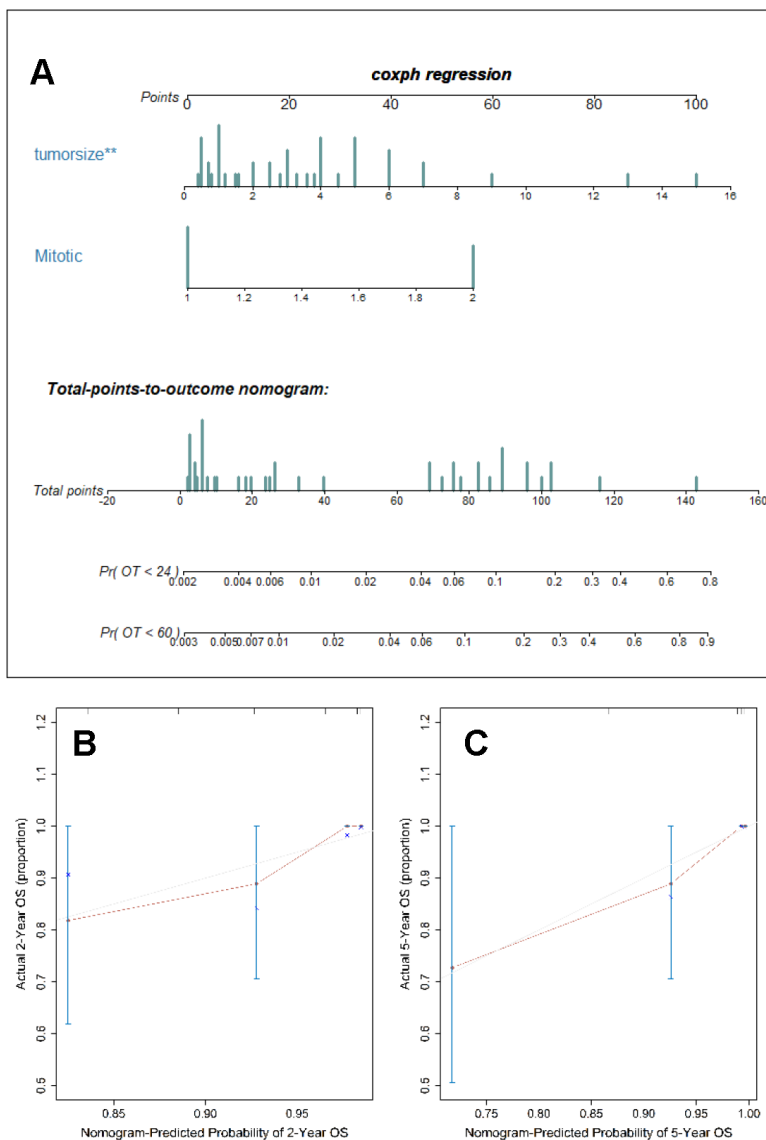 A
coxph regression
Points
0 20 40 60 80 100
tumorsize**
0 2 4 6 8 10 12 14 16
Mitotic
1 1.2 1.4 1.6 1.8 2
Total-points-to-outcome nomogram:
Total points
-20 0 20 40 60 80 100 120 140 160
Pr( OT < 24 )
0.002 0.004 0.006 0.01 0.02 0.04 0.06 0.1 0.2 0.3 0.4 0.6 0.8
Pr( OT < 60 )
0.003 0.005 0.007 0.01 0.02 0.04 0.06 0.1 0.2 0.3 0.4 0.6 0.8 0.9
B
Actual 2-Year OS (proportion)
1.2
1.1
1.0
0.9
0.8
0.7
0.6
0.5
0.85 0.90 0.95
Nomogram-Predicted Probability of 2-Year OS
C
Actual 5-Year OS (proportion)
1.2
1.1
1.0
0.9
0.8
0.7
0.6
0.5
0.75 0.80 0.85 0.90 0.95 1.00
Nomogram-Predicted Probability of 5-Year OS